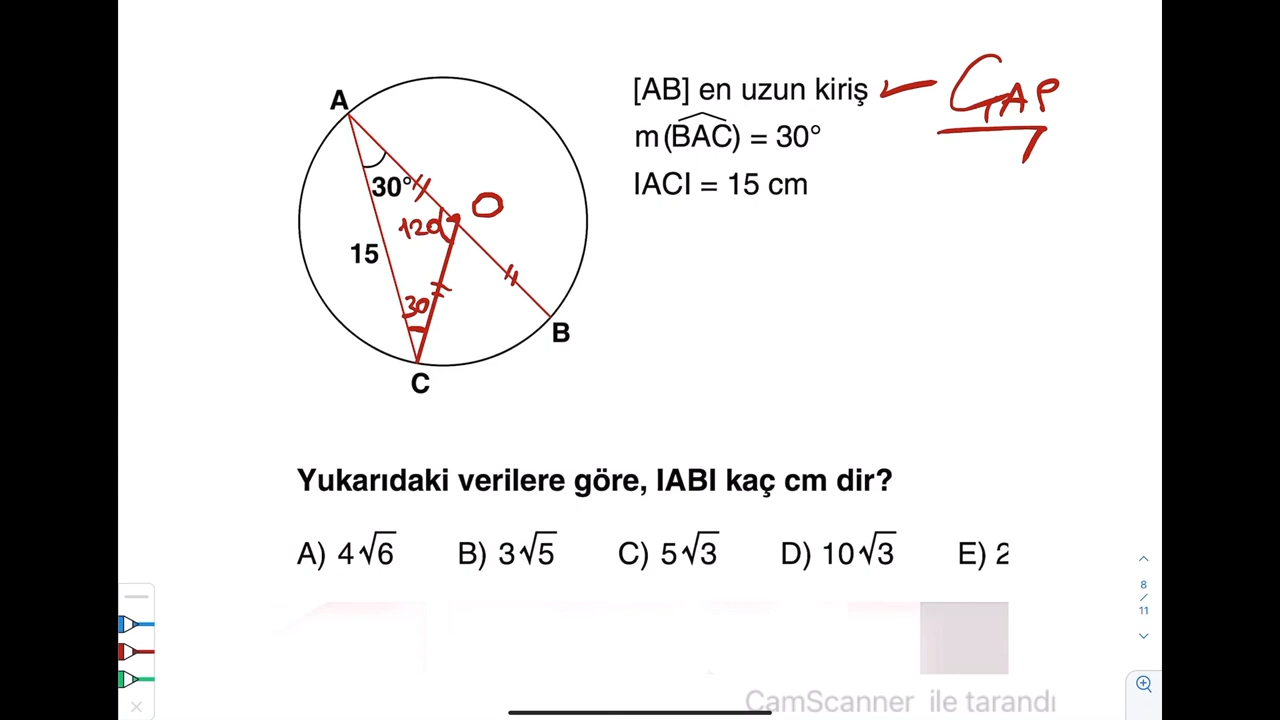 [AB] en uzun kiriş ÇAP
m(BAC) = 30°
IACI = 15 cm
A
30°
O
120
15
30
B
C
Yukarıdaki verilere göre, IABI kaç cm dir?
A) 4√6 B) 3√5 C) 5√3 D) 10√3 E) 2
8
/
11
CamScanner ile tarandı